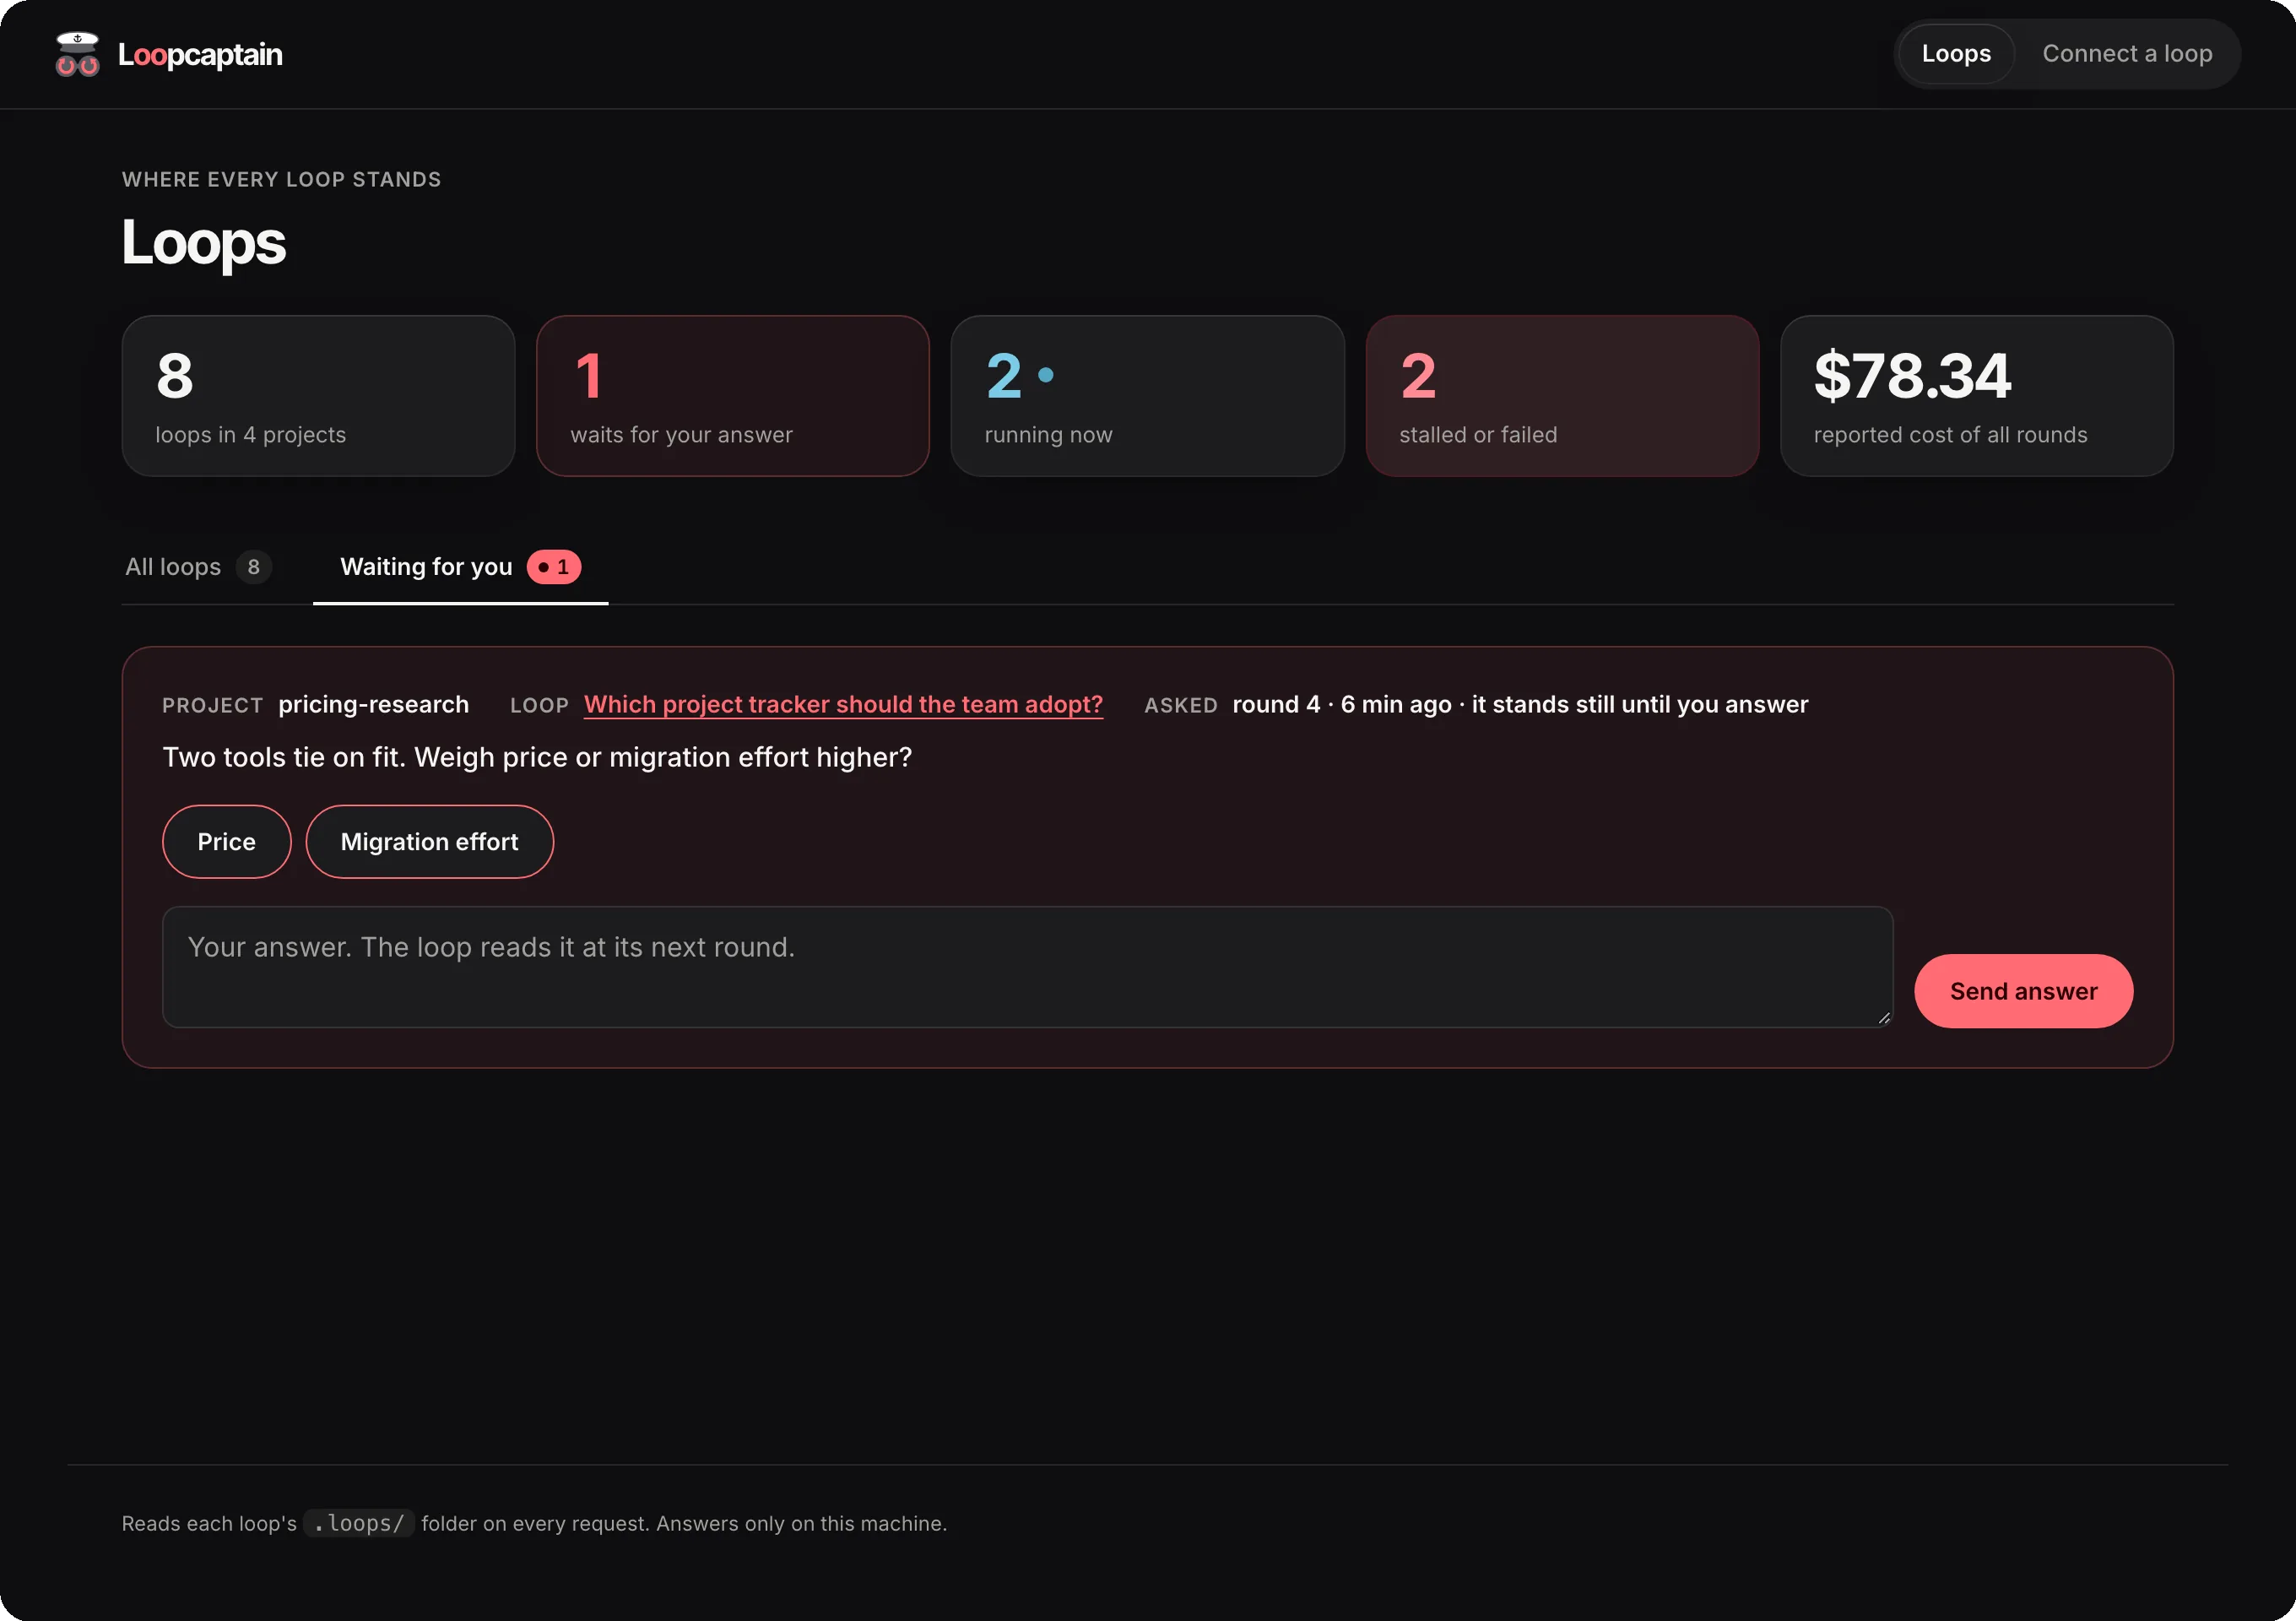 Loopcaptain
Loops Connect a loop
WHERE EVERY LOOP STANDS
Loops
8
loops in 4 projects
1
waits for your answer
2
running now
2
stalled or failed
$78.34
reported cost of all rounds
All loops 8
Waiting for you 1
PROJECT pricing-research LOOP Which project tracker should the team adopt? ASKED round 4 · 6 min ago · it stands still until you answer
Two tools tie on fit. Weigh price or migration effort higher?
Price Migration effort
Your answer. The loop reads it at its next round.
Send answer
Reads each loop's .loops/ folder on every request. Answers only on this machine.